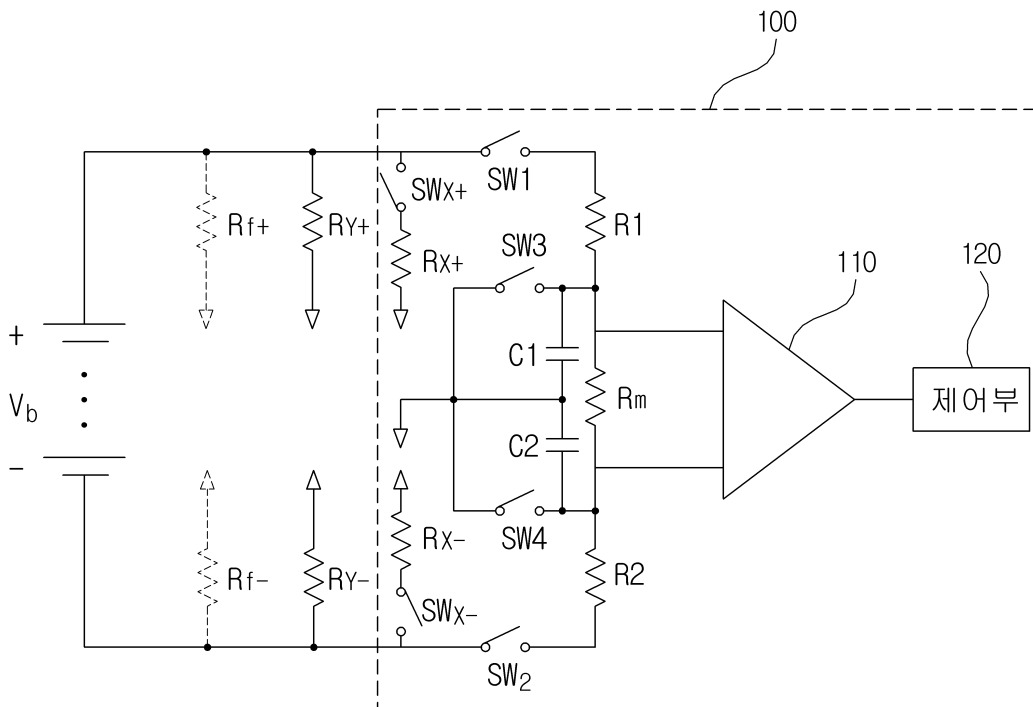 100
SWX+
SW1
Rf+
RY+
R1
RX+
SW3
110
120
+
C1
Vb
Rm
제어부
C2
-
SW4
RX-
R2
Rf-
RY-
SWX-
SW2